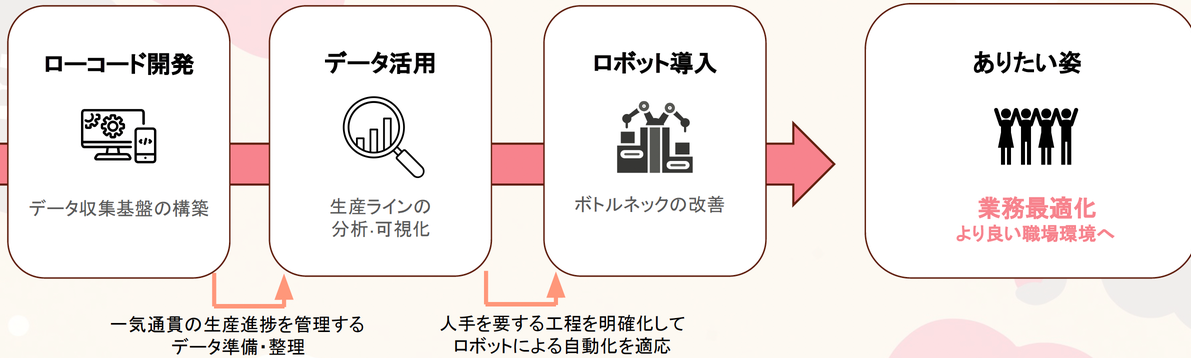 ローコード開発
データ収集基盤の構築
データ活用
生産ラインの
分析・可視化
ロボット導入
ボトルネックの改善
ありたい姿
業務最適化
より良い職場環境へ
一気通貫の生産進捗を管理する
データ準備・整理
人手を要する工程を明確化して
ロボットによる自動化を適応